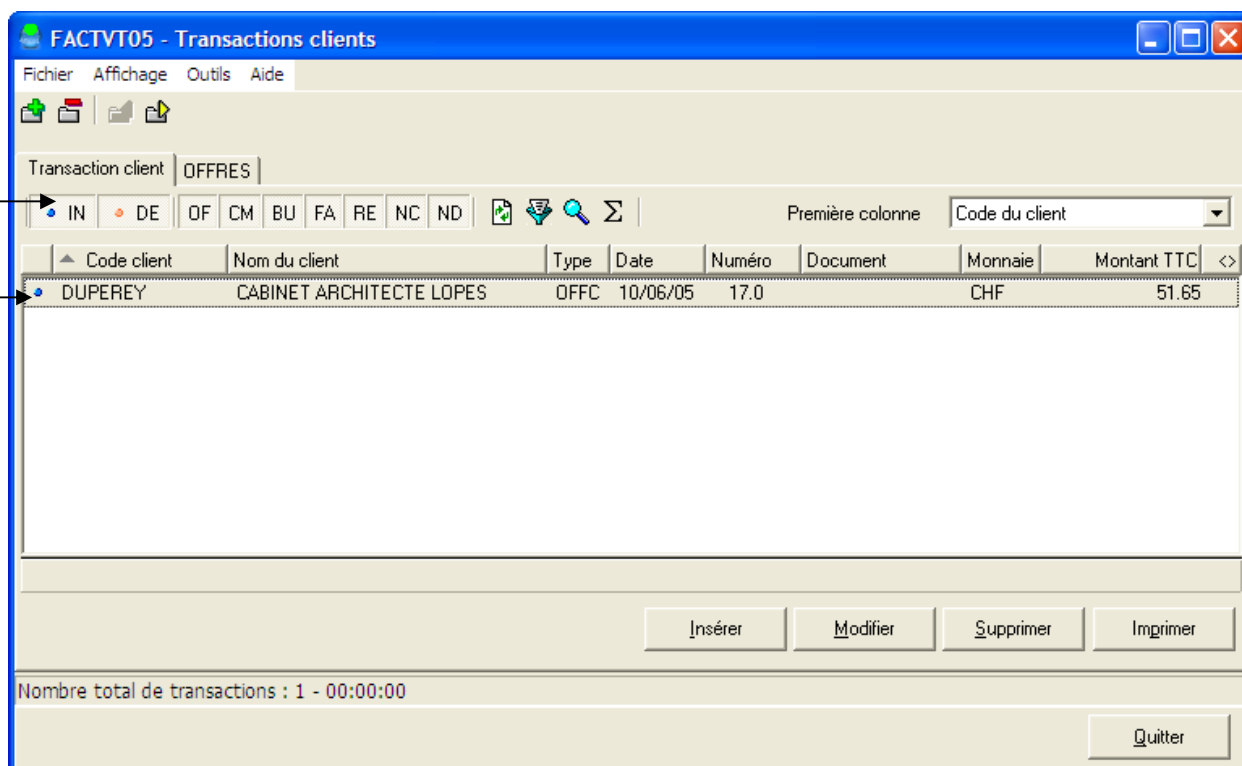 FACTVT05 - Transactions clients
Fichier Affichage Outils Aide
Transaction client OFFRES
IN DE OF CM BU FA RE NC ND Σ Première colonne Code du client
Code client Nom du client Type Date Numéro Document Monnaie Montant TTC <>
DUPEREY CABINET ARCHITECTE LOPES OFFC 10/06/05 17.0 CHF 51.65
Insérer Modifier Supprimer Imprimer
Nombre total de transactions : 1 - 00:00:00
Quitter